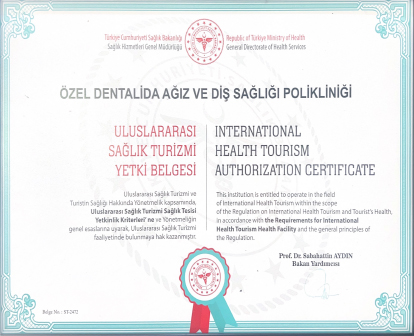 Türkiye Cumhuriyeti Sağlık Bakanlığı
Sağlık Hizmetleri Genel Müdürlüğü
Republic of Türkiye Ministry of Health
General Directorate of Health Services
ÖZEL DENTALİDA AĞIZ VE DİŞ SAĞLIĞI POLİKLİNİĞİ
ULUSLARARASI
SAĞLIK TURİZMİ
YETKİ BELGESİ
INTERNATIONAL
HEALTH TOURISM
AUTHORIZATION CERTIFICATE
Uluslararası Sağlık Turizmi ve
Turistin Sağlığı Hakkında Yönetmelik kapsamında,
Uluslararası Sağlık Turizmi Sağlık Tesisi
Yetkinlik Kriterleri' ne ve Yönetmeliğin
genel esaslarına uyarak, Uluslararası Sağlık Turizmi
faaliyetinde bulunmaya hak kazanmıştır.
This institution is entitled to operate in the field
of International Health Tourism within the scope
of the Regulation on International Health Tourism and Tourist's Health,
in accordance with the Requirements for International
Health Tourism Health Facility and the general principles of
the Regulation.
Prof. Dr. Sabahattin AYDIN
Bakan Yardımcısı
Belge No.: ST-2472